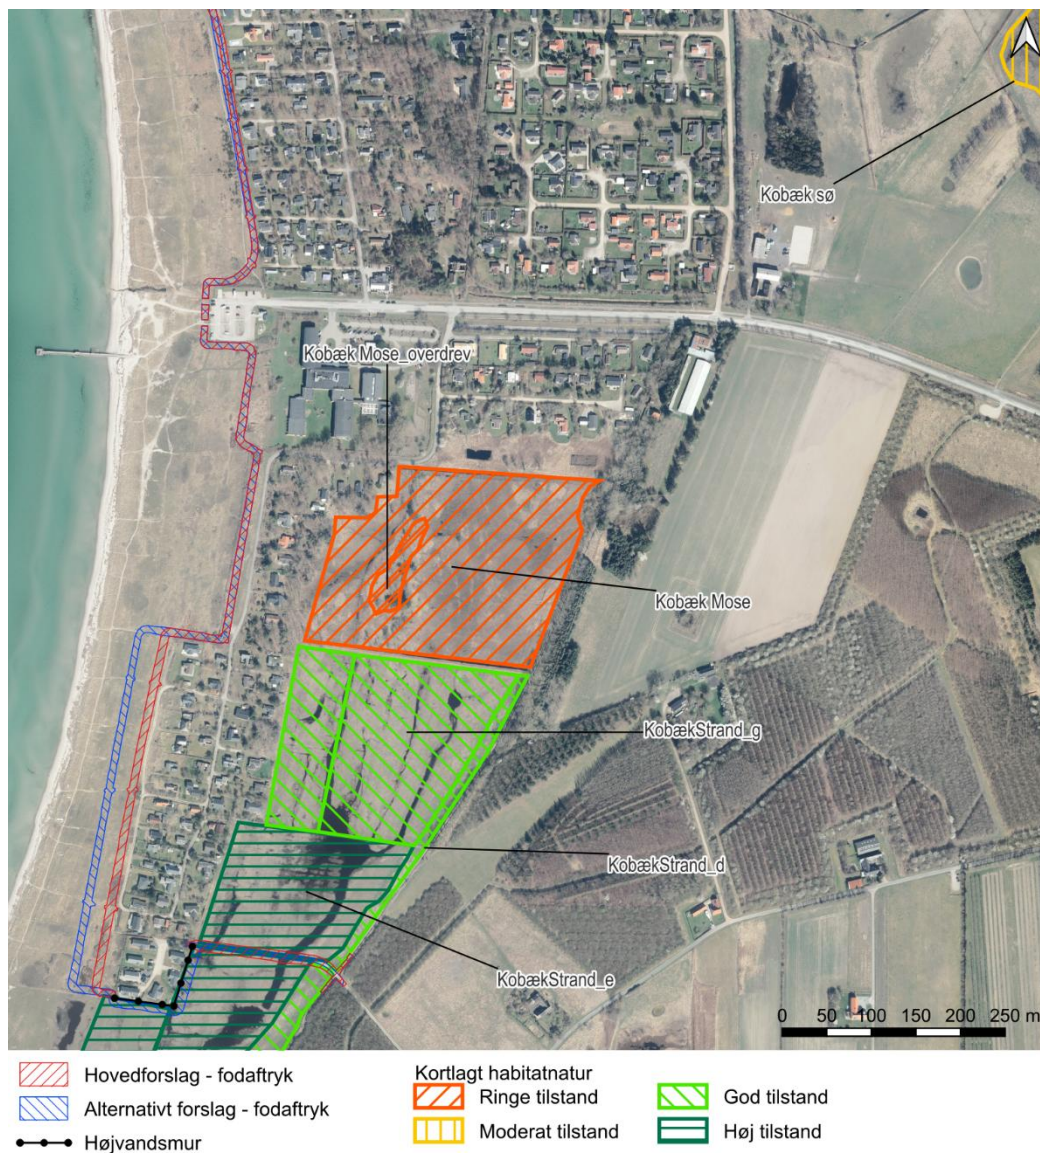 Kobæk sø
Kobæk Mose_overdrev
Kobæk Mose
KobækStrand_g
KobækStrand_d
KobækStrand_e
0 50 100 150 200 250 m
Hovedforslag - fodaftryk
Alternativt forslag - fodaftryk
Højvandsmur
Kortlagt habitatnatur
Ringe tilstand
Moderat tilstand
God tilstand
Høj tilstand